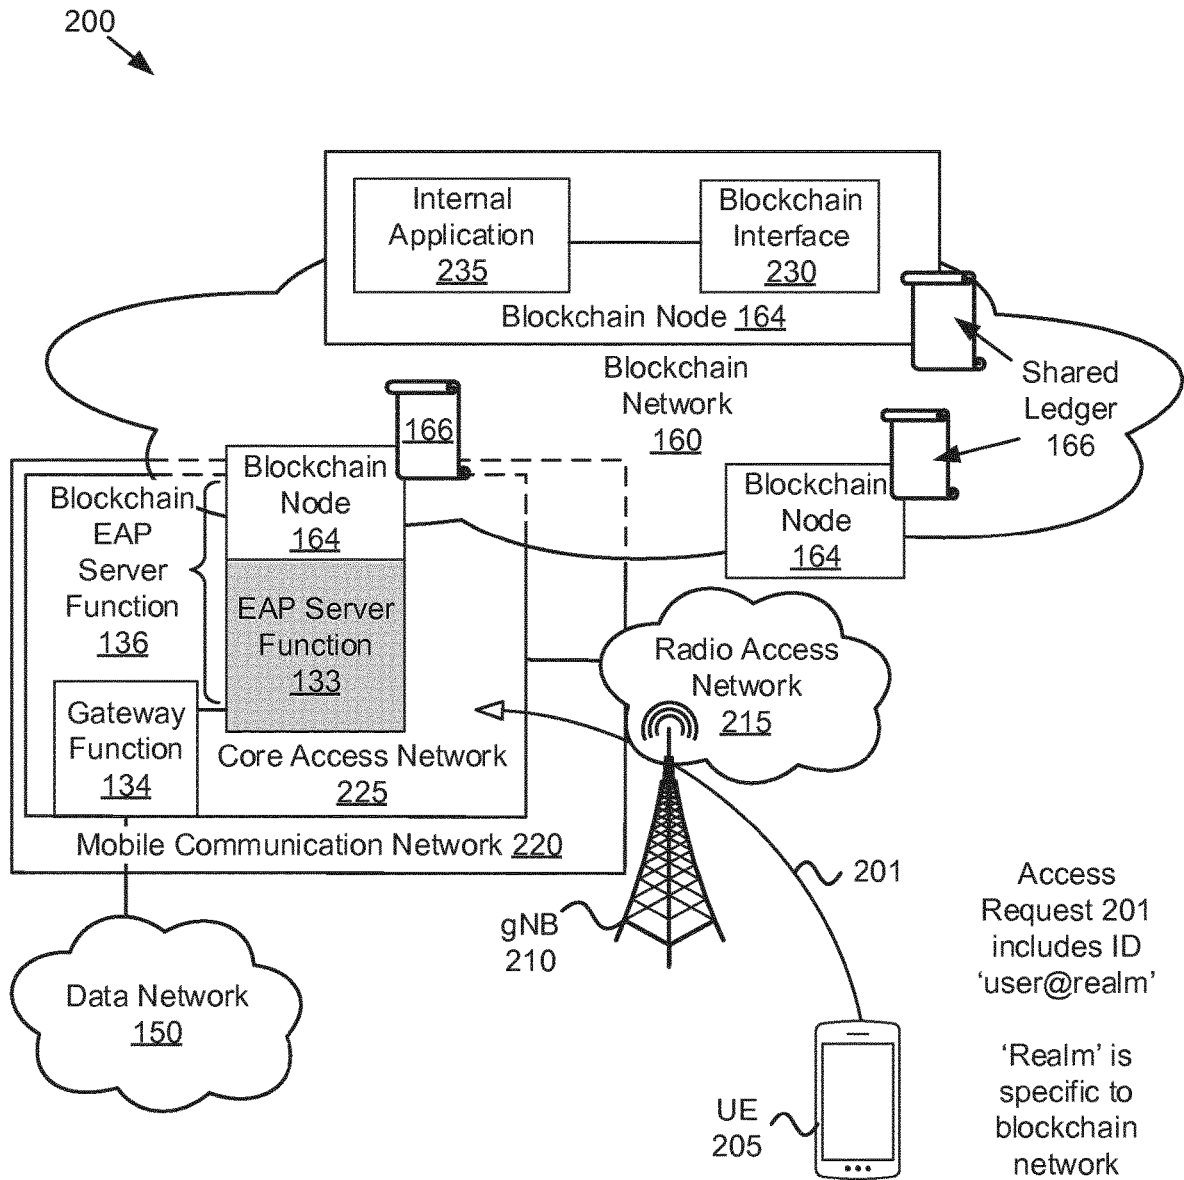 200
Internal
Application
235
Blockchain
Interface
230
Blockchain Node 164
Blockchain
Network
160
Shared
Ledger
166
166
Blockchain
Node
164
Blockchain
Node
164
Blockchain
EAP
Server
Function
136
EAP Server
Function
133
Radio Access
Network
215
Gateway
Function
134
Core Access Network
225
Mobile Communication Network 220
201
gNB
210
Access
Request 201
includes ID
‘user@realm’
Data Network
150
‘Realm’ is
specific to
blockchain
network
UE
205